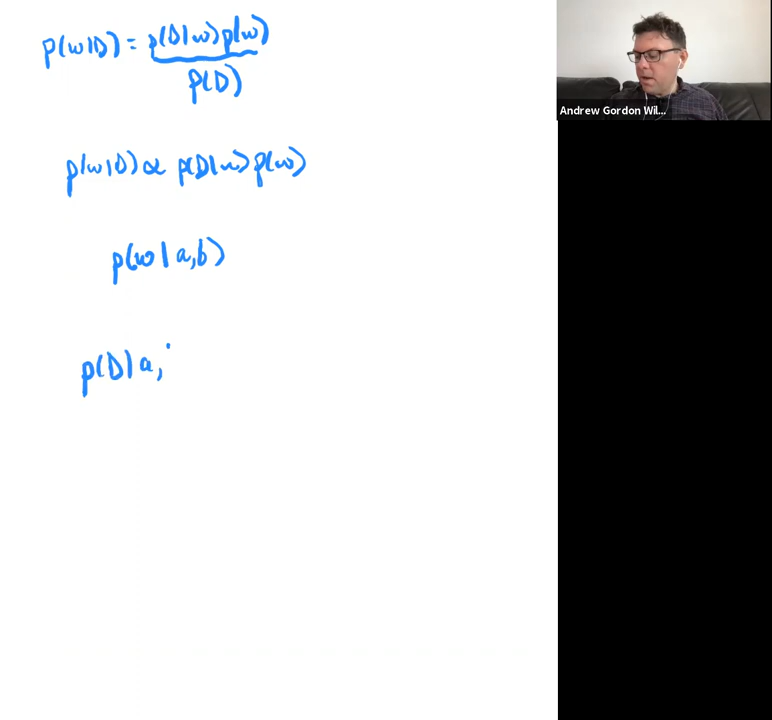 p(w|D) = p(D|w) p(w)
p(D)
Andrew Gordon Wil...
p(w|D) ∝ p(D|w) p(w)
p(w|a,b)
p(D|a,